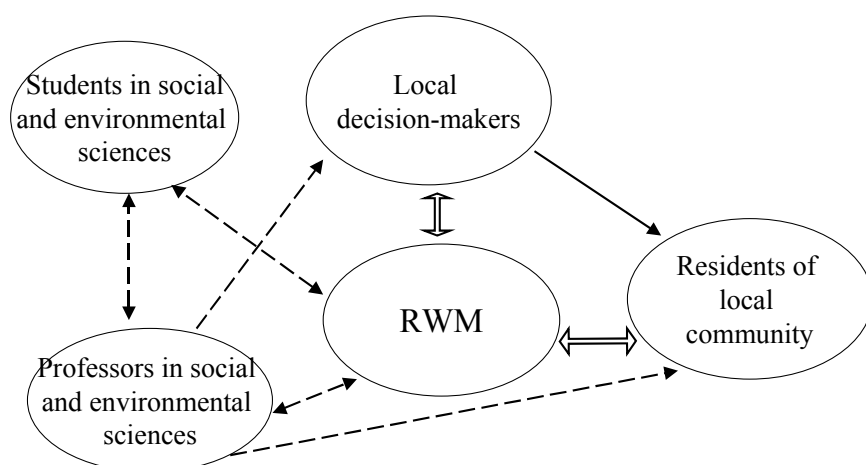 Students in social
and environmental
sciences
Local
decision-makers
RWM
Residents of
local
community
Professors in social
and environmental
sciences